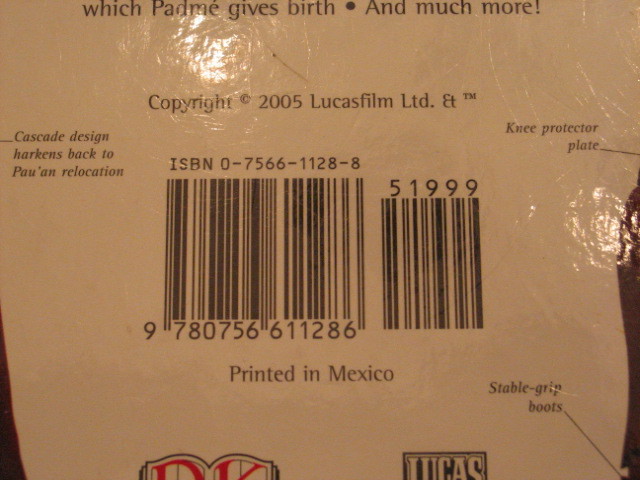 which Padmé gives birth • And much more!
Copyright © 2005 Lucasfilm Ltd. & ™
Cascade design
harkens back to
Pau'an relocation
Knee protector
plate
ISBN 0-7566-1128-8
51999
9 780756 611286
Printed in Mexico
Stable-grip
boots
DK
LUCAS